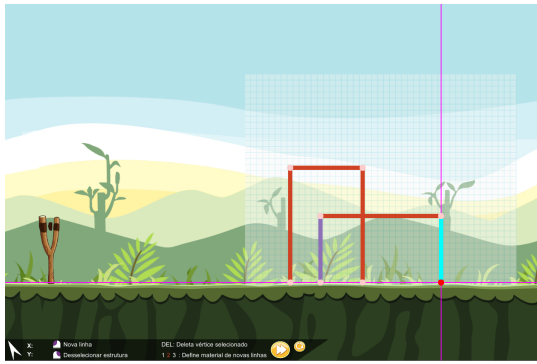 X:
Nova linha
DEL: Deleta vértice selecionado
Y:
Desselecionar estrutura
1 2 3 : Define material de novas linhas